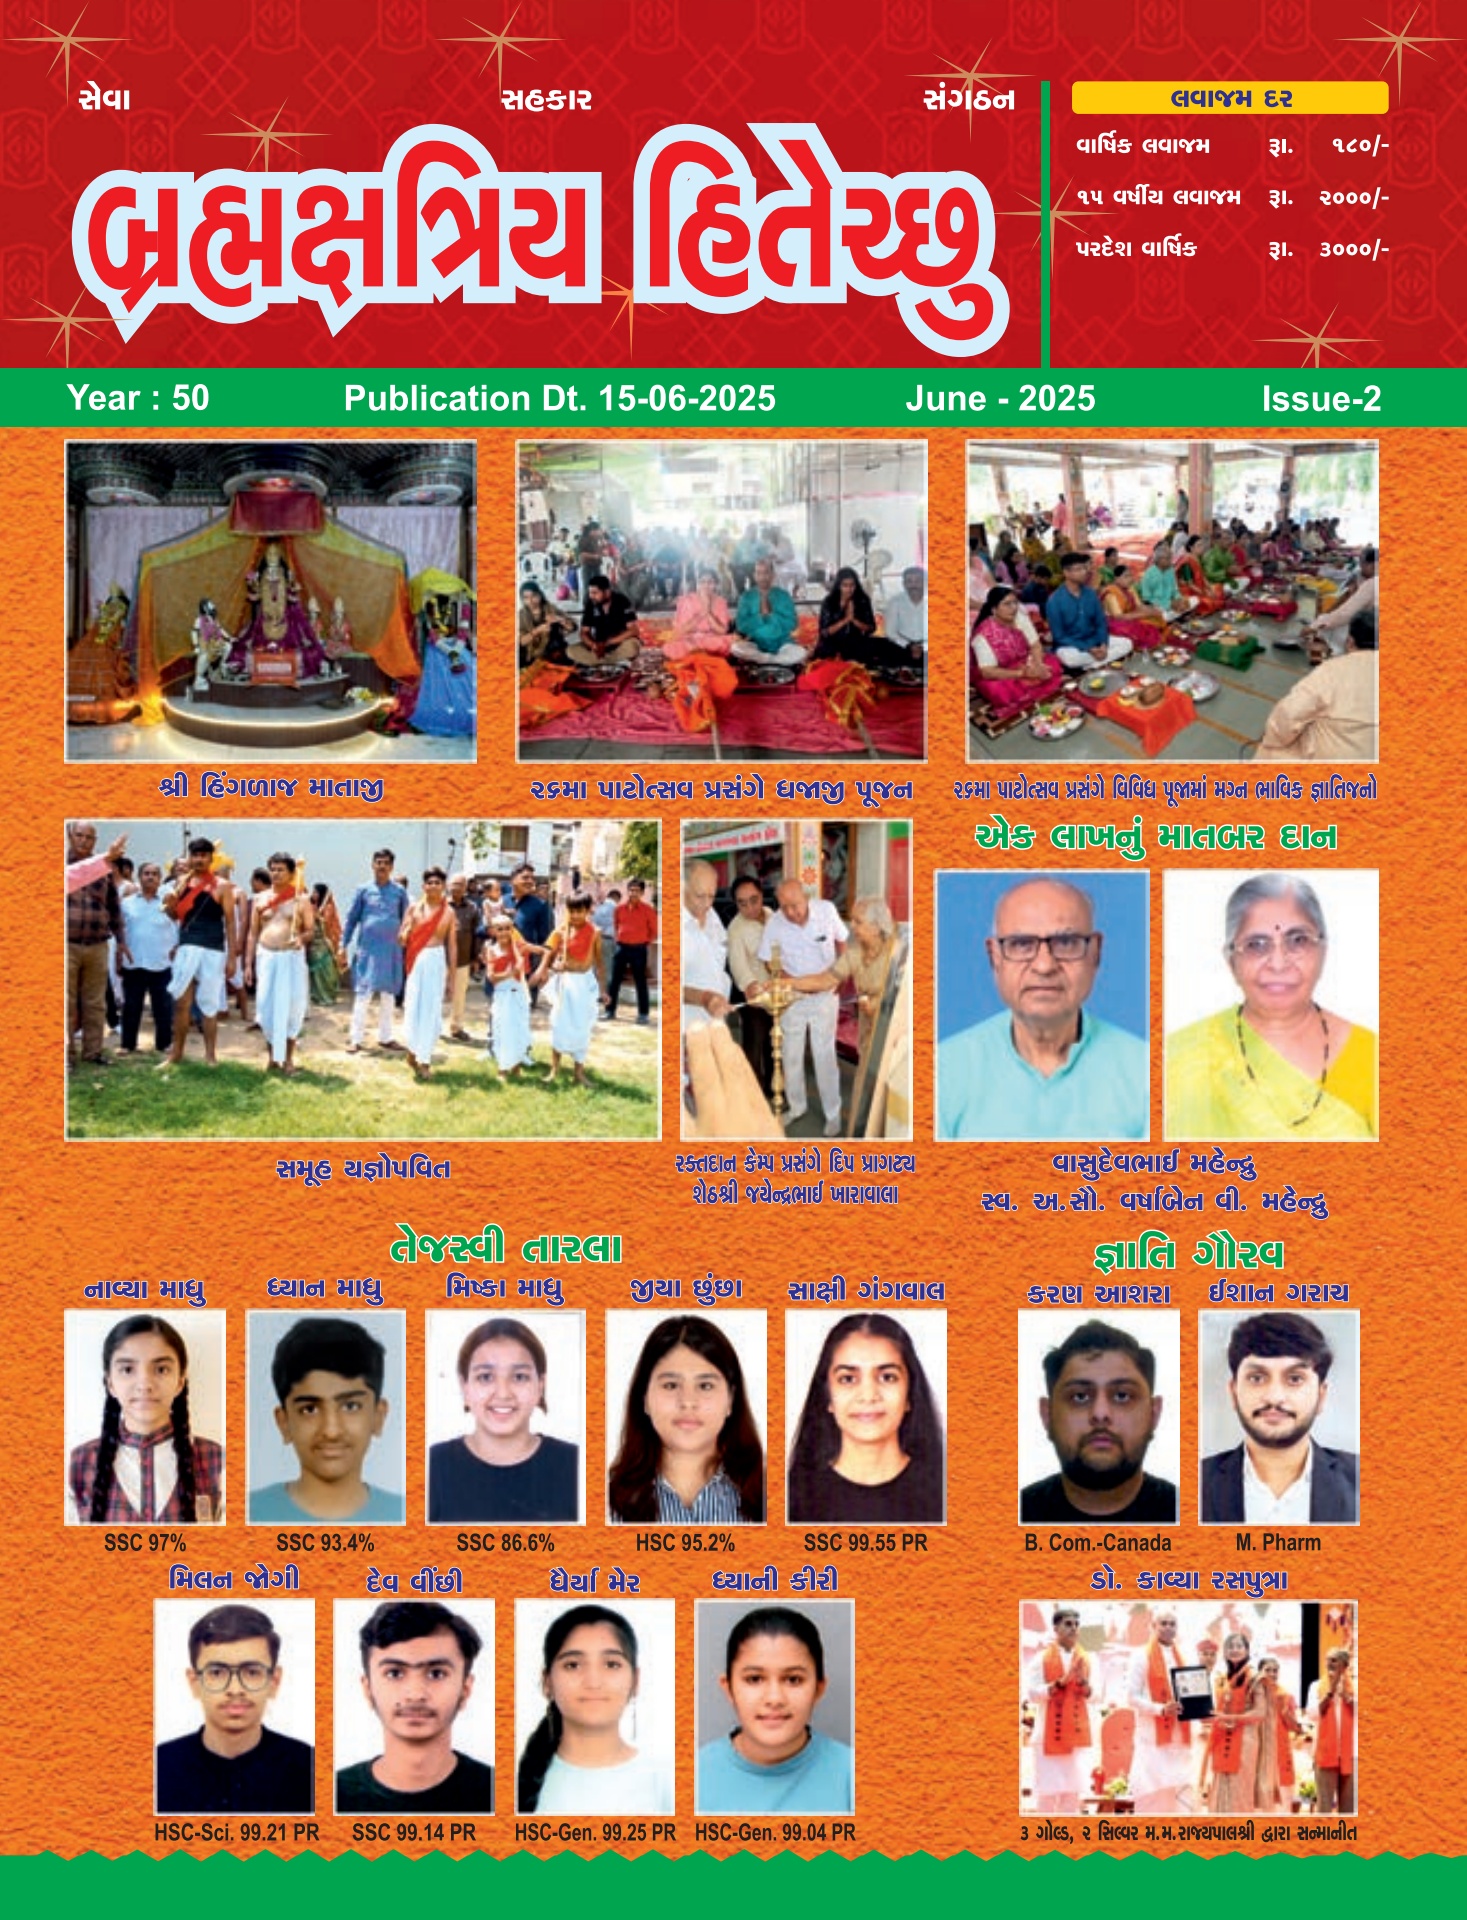 સેવા સહકાર સંગઠન
બ્રહ્મક્ષત્રિય હિતેચ્છુ
લવાજમ દર
વાર્ષિક લવાજમ રૂા. ૧૮૦/-
૧૫ વર્ષીય લવાજમ રૂા. ૨૦૦૦/-
પરદેશ વાર્ષિક રૂા. ૩૦૦૦/-
Year : 50 Publication Dt. 15-06-2025 June - 2025 Issue-2
શ્રી હિંગળાજ માતાજી
૨૬મા પાટોત્સવ પ્રસંગે ધજાજી પૂજન
૨૬મા પાટોત્સવ પ્રસંગે વિવિધ પૂજામાં મગ્ન ભાવિક જ્ઞાતિજનો
સમૂહ યજ્ઞોપવિત
રક્તદાન કેમ્પ પ્રસંગે દિપ પ્રાગટ્ય
શેઠશ્રી જયેન્દ્રભાઈ ખારાવાલા
એક લાખનું માતબર દાન
વાસુદેવભાઈ મહેન્દ્રુ
સ્વ. અ.સૌ. વર્ષાબેન વી. મહેન્દ્રુ
તેજસ્વી તારલા
નાવ્યા માધુ ધ્યાન માધુ મિષ્કા માધુ જીયા છુંછા સાક્ષી ગંગવાલ
SSC 97% SSC 93.4% SSC 86.6% HSC 95.2% SSC 99.55 PR
મિલન જોગી દેવ વીંછી ધૈર્યા મેર ધ્યાની કીરી
HSC-Sci. 99.21 PR SSC 99.14 PR HSC-Gen. 99.25 PR HSC-Gen. 99.04 PR
જ્ઞાતિ ગૌરવ
કરણ આશરા ઈશાન ગરાચ
B. Com.-Canada M. Pharm
ડો. કાવ્યા રસપુત્રા
૩ ગોલ્ડ, ૨ સિલ્વર મ.મ.રાજ્યપાલશ્રી દ્વારા સન્માનીત